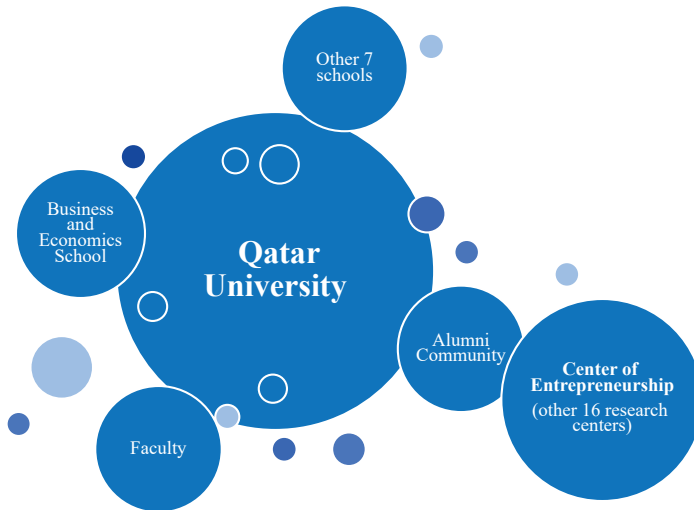 Other 7
schools
Business
and
Economics
School
Qatar
University
Alumni
Community
Center of
Entrepreneurship
(other 16 research
centers)
Faculty